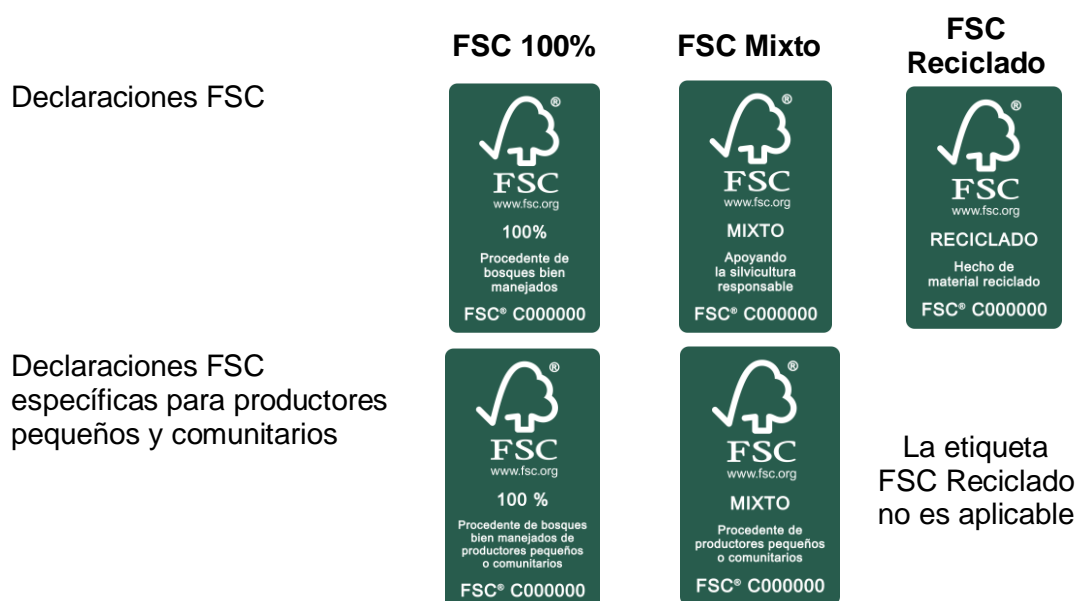 FSC 100%
FSC Mixto
FSC
Reciclado
Declaraciones FSC
®
FSC
www.fsc.org
100%
Procedente de
bosques bien
manejados
FSC® C000000
®
FSC
www.fsc.org
MIXTO
Apoyando
la silvicultura
responsable
FSC® C000000
®
FSC
www.fsc.org
RECICLADO
Hecho de
material reciclado
FSC® C000000
Declaraciones FSC
específicas para productores
pequeños y comunitarios
®
FSC
www.fsc.org
100 %
Procedente de bosques
bien manejados de
productores pequeños
o comunitarios
FSC® C000000
®
FSC
www.fsc.org
MIXTO
Procedente de
productores pequeños
o comunitarios
FSC® C000000
La etiqueta
FSC Reciclado
no es aplicable